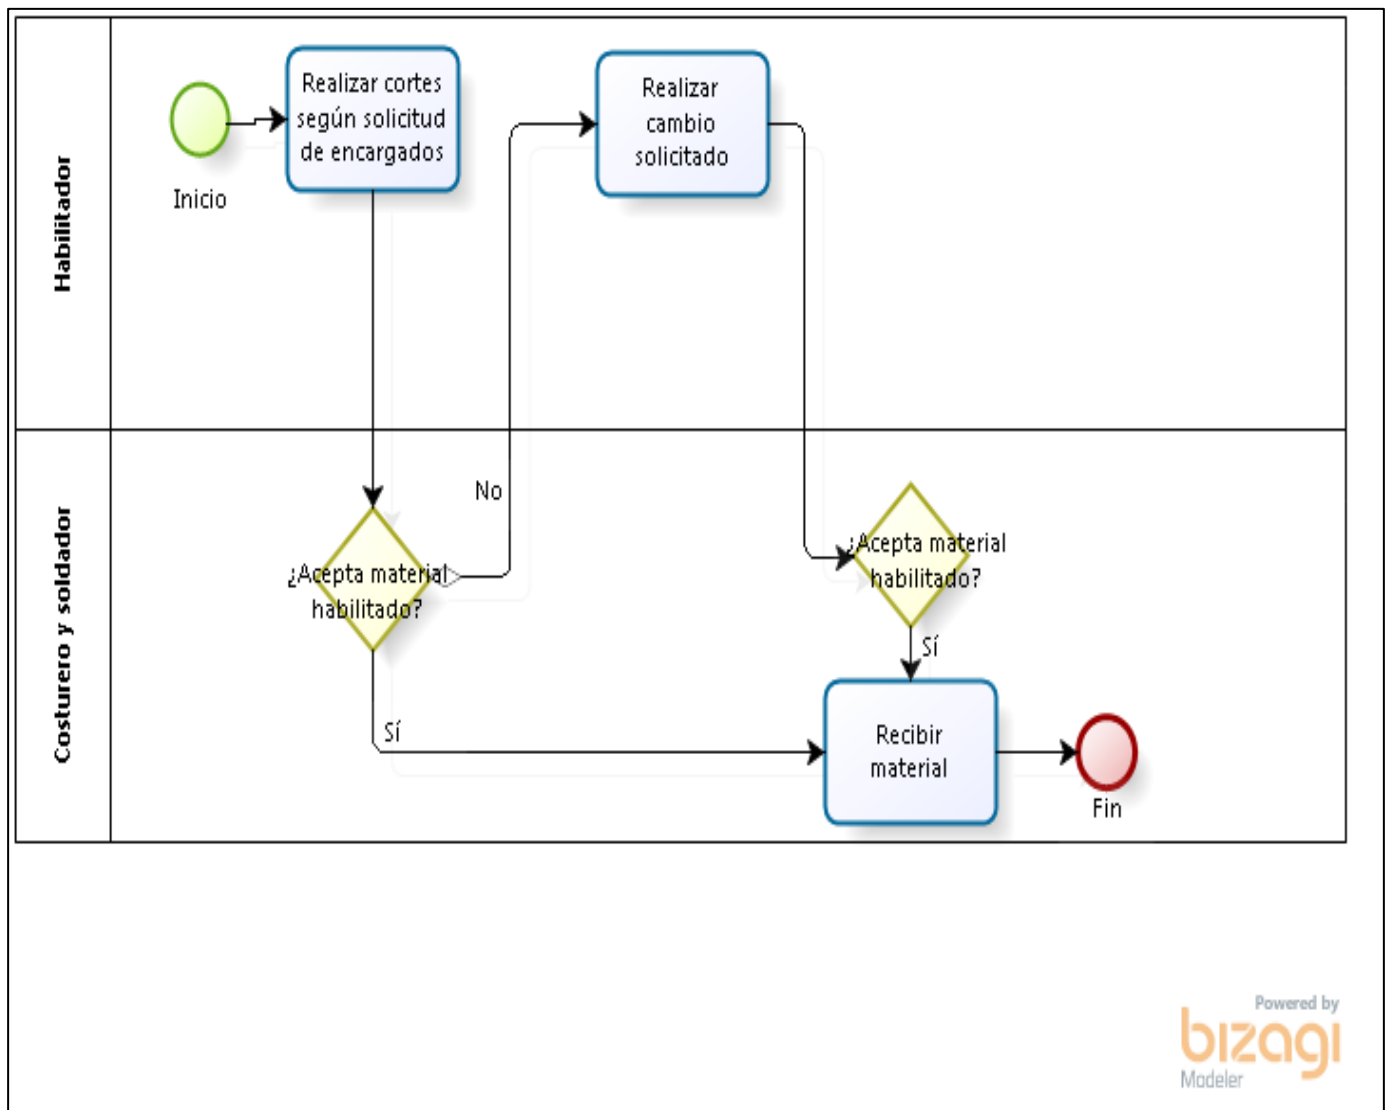 Habilitador
Inicio
Realizar cortes
según solicitud
de encargados
Realizar
cambio
solicitado
Costurero y soldador
¿Acepta material
habilitado?
No
Sí
¿Acepta material
habilitado?
Sí
Recibir
material
Fin
Powered by
bizagi
Modeler